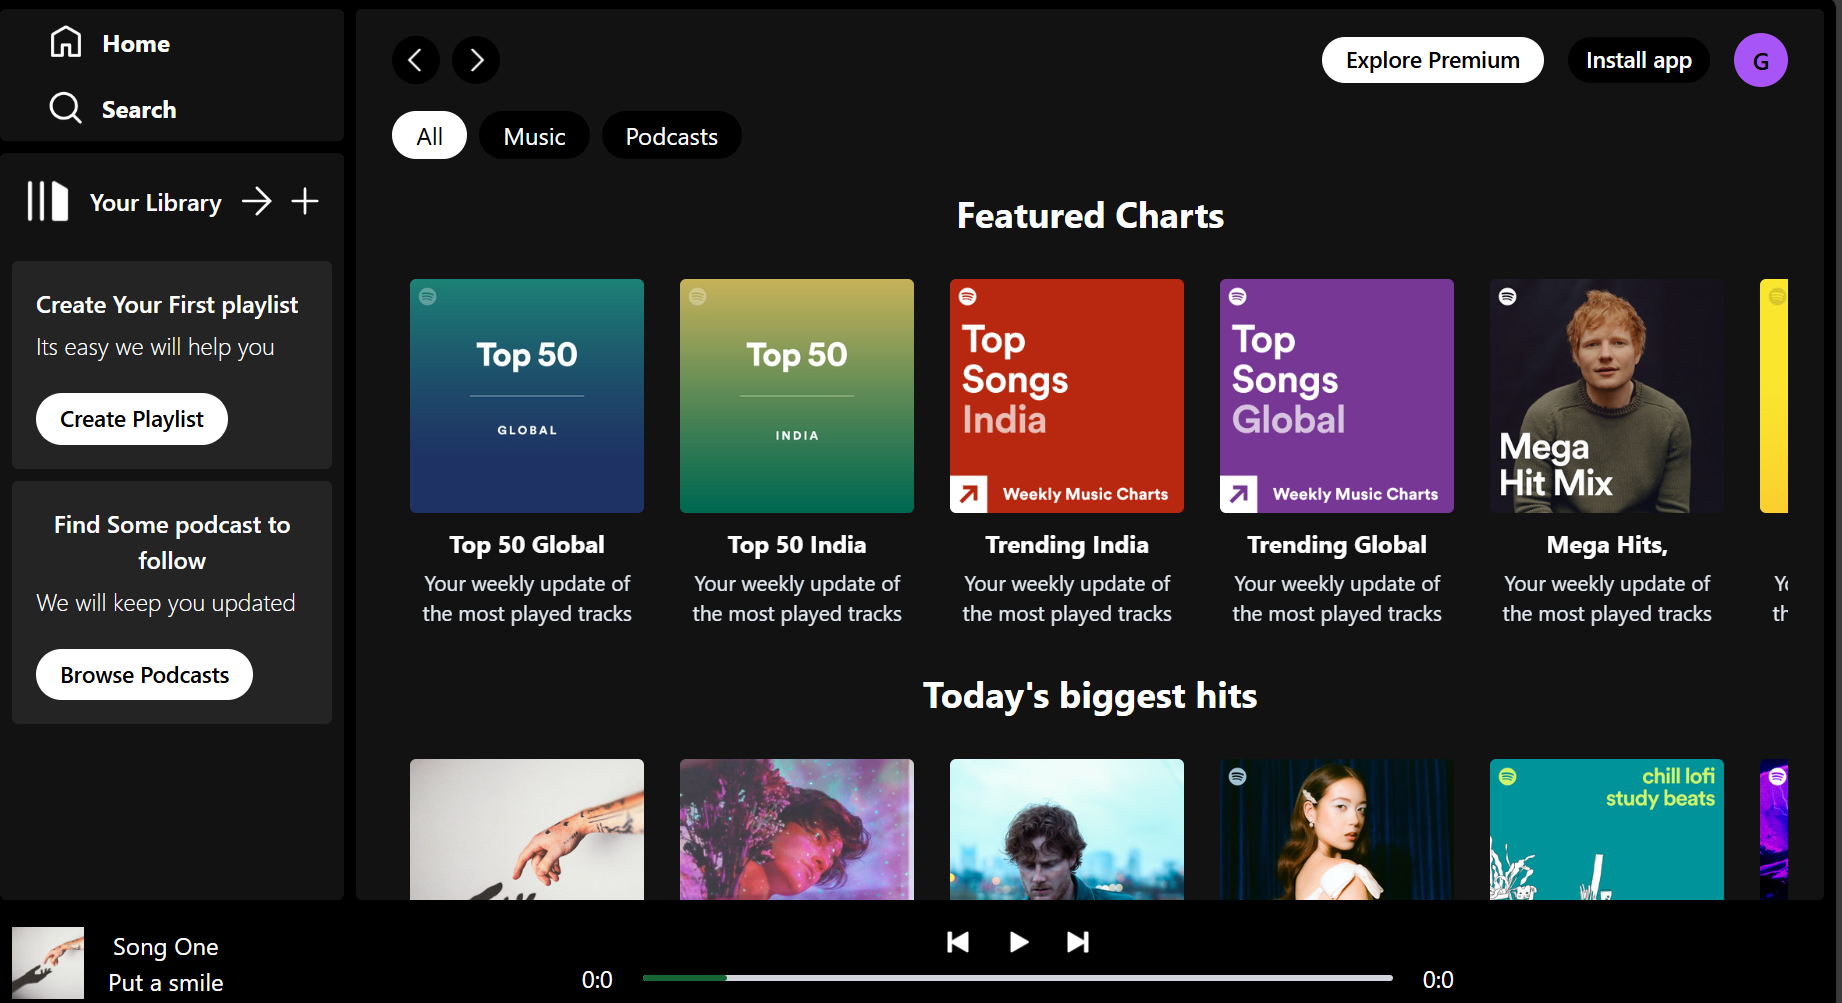 Home
Search
Your Library
Create Your First playlist
Its easy we will help you
Create Playlist
Find Some podcast to
follow
We will keep you updated
Browse Podcasts
Explore Premium
Install app
G
All
Music
Podcasts
Featured Charts
Top 50
GLOBAL
Top 50 Global
Your weekly update of
the most played tracks
Top 50
INDIA
Top 50 India
Your weekly update of
the most played tracks
Top
Songs
India
Weekly Music Charts
Trending India
Your weekly update of
the most played tracks
Top
Songs
Global
Weekly Music Charts
Trending Global
Your weekly update of
the most played tracks
Mega
Hit Mix
Mega Hits,
Your weekly update of
the most played tracks
Today's biggest hits
chill lofi
study beats
Song One
Put a smile
0:0
0:0